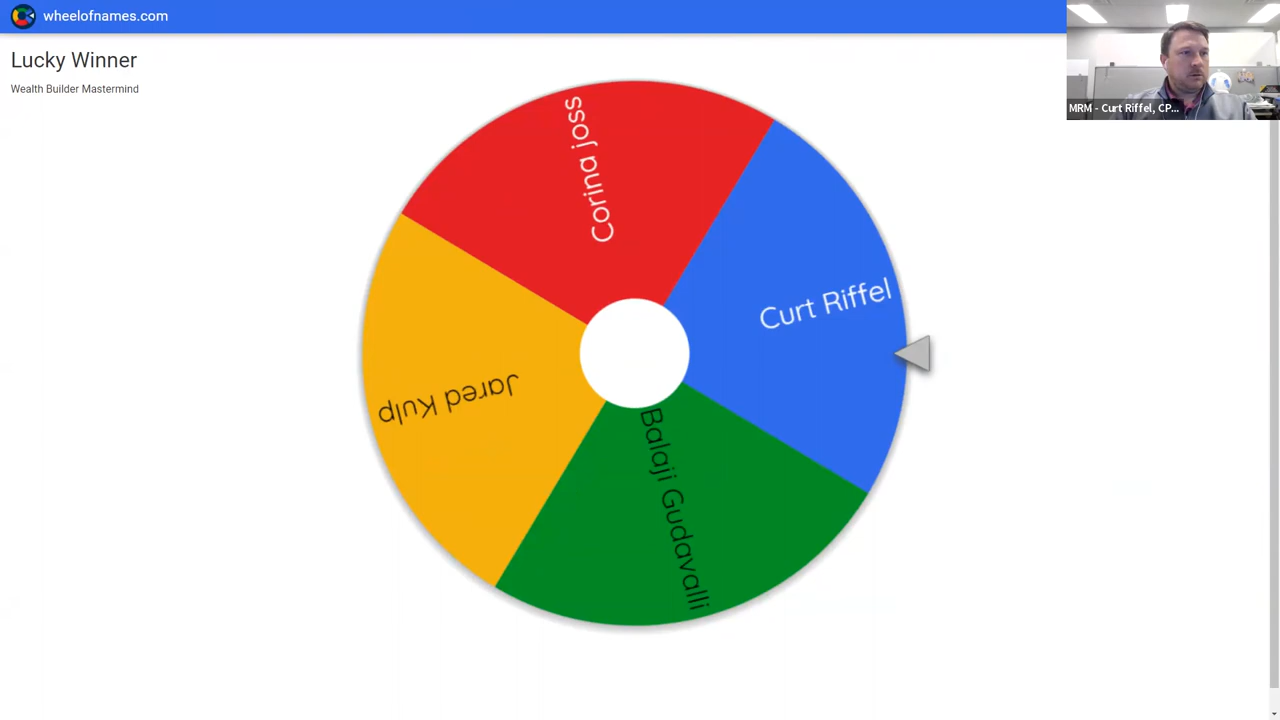 wheelofnames.com
Lucky Winner
Wealth Builder Mastermind
MRM - Curt Riffel, CP...
Corina joss
Curt Riffel
Jared Kulp
Balaji Gudavalli